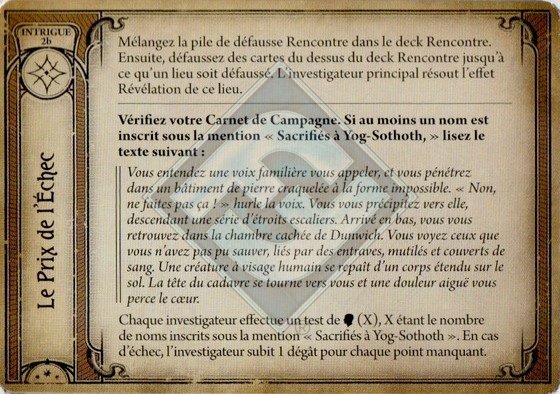 INTRIGUE
2b
Le Prix de l'Échec
Mélangez la pile de défausse Rencontre dans le deck Rencontre.
Ensuite, défaussez des cartes du dessus du deck Rencontre jusqu'à
ce qu'un lieu soit défaussé. L'investigateur principal résout l'effet
Révélation de ce lieu.
Vérifiez votre Carnet de Campagne. Si au moins un nom est
inscrit sous la mention « Sacrifiés à Yog-Sothoth, » lisez le
texte suivant :
Vous entendez une voix familière vous appeler, et vous pénétrez
dans un bâtiment de pierre craquelée à la forme impossible. « Non,
ne faites pas ça ! » hurle la voix. Vous vous précipitez vers elle,
descendant une série d'étroits escaliers. Arrivé en bas, vous vous
retrouvez dans la chambre cachée de Dunwich. Vous voyez ceux que
vous n'avez pas pu sauver, liés par des entraves, mutilés et couverts de
sang. Une créature à visage humain se repaît d'un corps étendu sur le
sol. La tête du cadavre se tourne vers vous et une douleur aiguë vous
perce le cœur.
Chaque investigateur effectue un test de (X), X étant le nombre
de noms inscrits sous la mention « Sacrifiés à Yog-Sothoth ». En cas
d'échec, l'investigateur subit 1 dégât pour chaque point manquant.